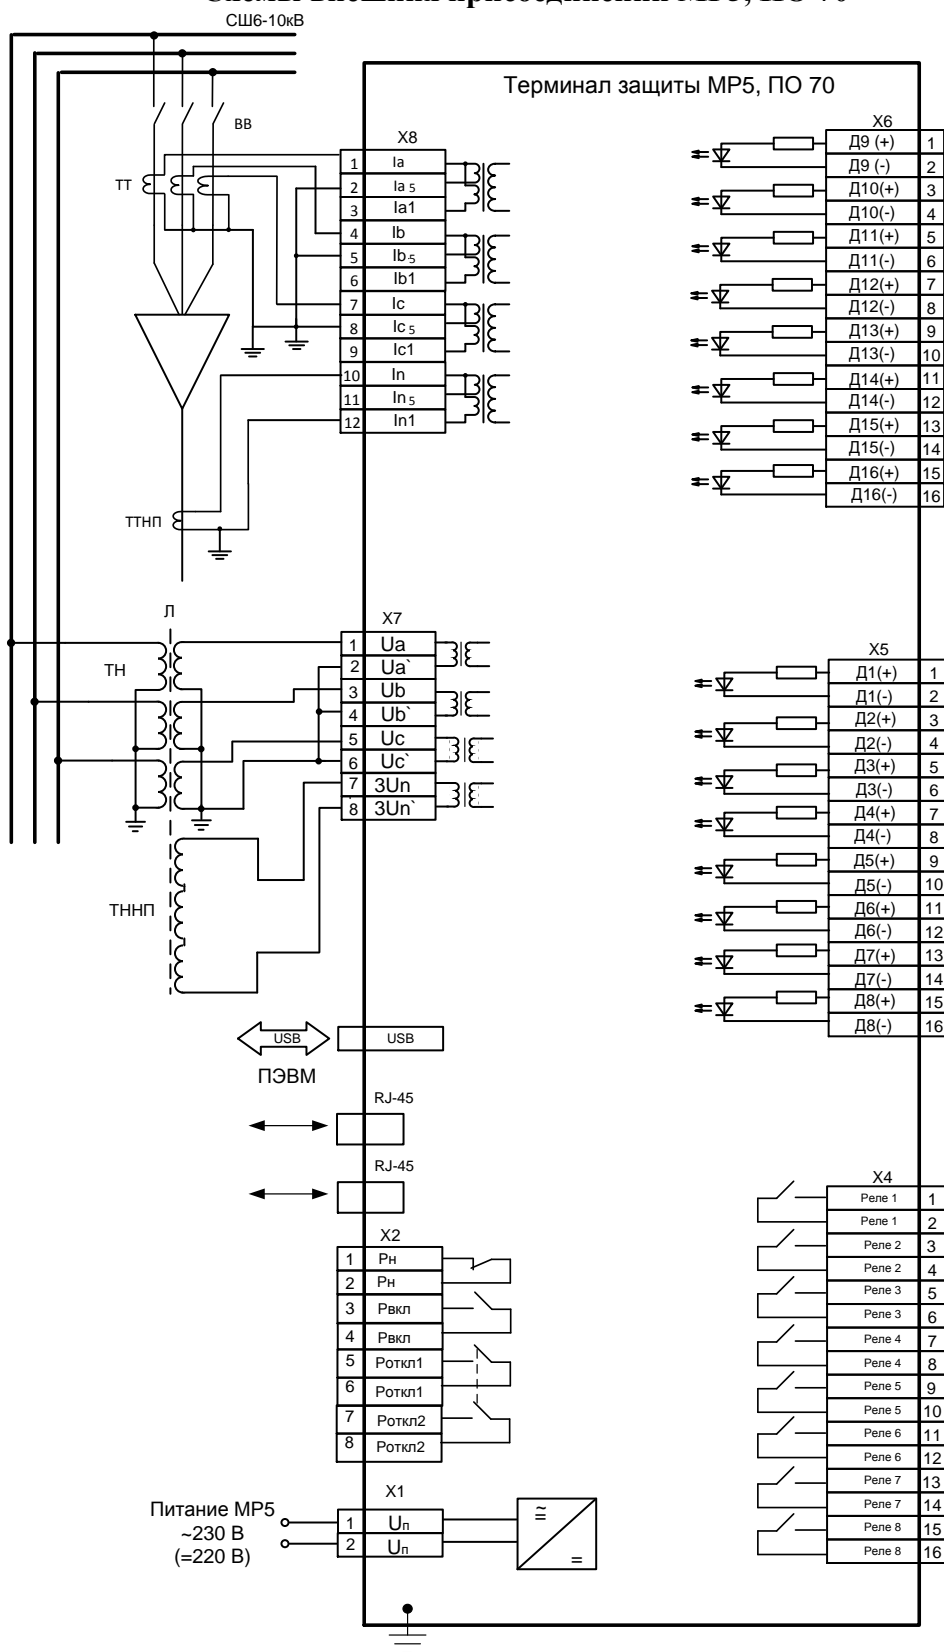 СШ6-10кВ
Терминал защиты МР5, ПО 70
ВВ
ТТ
X8
1 Ia
2 Ia 5
3 Ia1
4 Ib
5 Ib 5
6 Ib1
7 Ic
8 Ic 5
9 Ic1
10 In
11 In 5
12 In1
ТТНП
Л
ТН
X7
1 Ua
2 Ua`
3 Ub
4 Ub`
5 Uc
6 Uc`
7 3Un
8 3Un`
ТННП
USB
USB
ПЭВМ
RJ-45
RJ-45
X2
1 Рн
2 Рн
3 Рвкл
4 Рвкл
5 Роткл1
6 Роткл1
7 Роткл2
8 Роткл2
X1
Питание МР5
~230 В
(=220 В)
1 Uп
2 Uп
≅
=
X6
Д9 (+) 1
Д9 (-) 2
Д10(+) 3
Д10(-) 4
Д11(+) 5
Д11(-) 6
Д12(+) 7
Д12(-) 8
Д13(+) 9
Д13(-) 10
Д14(+) 11
Д14(-) 12
Д15(+) 13
Д15(-) 14
Д16(+) 15
Д16(-) 16
X5
Д1(+) 1
Д1(-) 2
Д2(+) 3
Д2(-) 4
Д3(+) 5
Д3(-) 6
Д4(+) 7
Д4(-) 8
Д5(+) 9
Д5(-) 10
Д6(+) 11
Д6(-) 12
Д7(+) 13
Д7(-) 14
Д8(+) 15
Д8(-) 16
X4
Реле 1 1
Реле 1 2
Реле 2 3
Реле 2 4
Реле 3 5
Реле 3 6
Реле 4 7
Реле 4 8
Реле 5 9
Реле 5 10
Реле 6 11
Реле 6 12
Реле 7 13
Реле 7 14
Реле 8 15
Реле 8 16